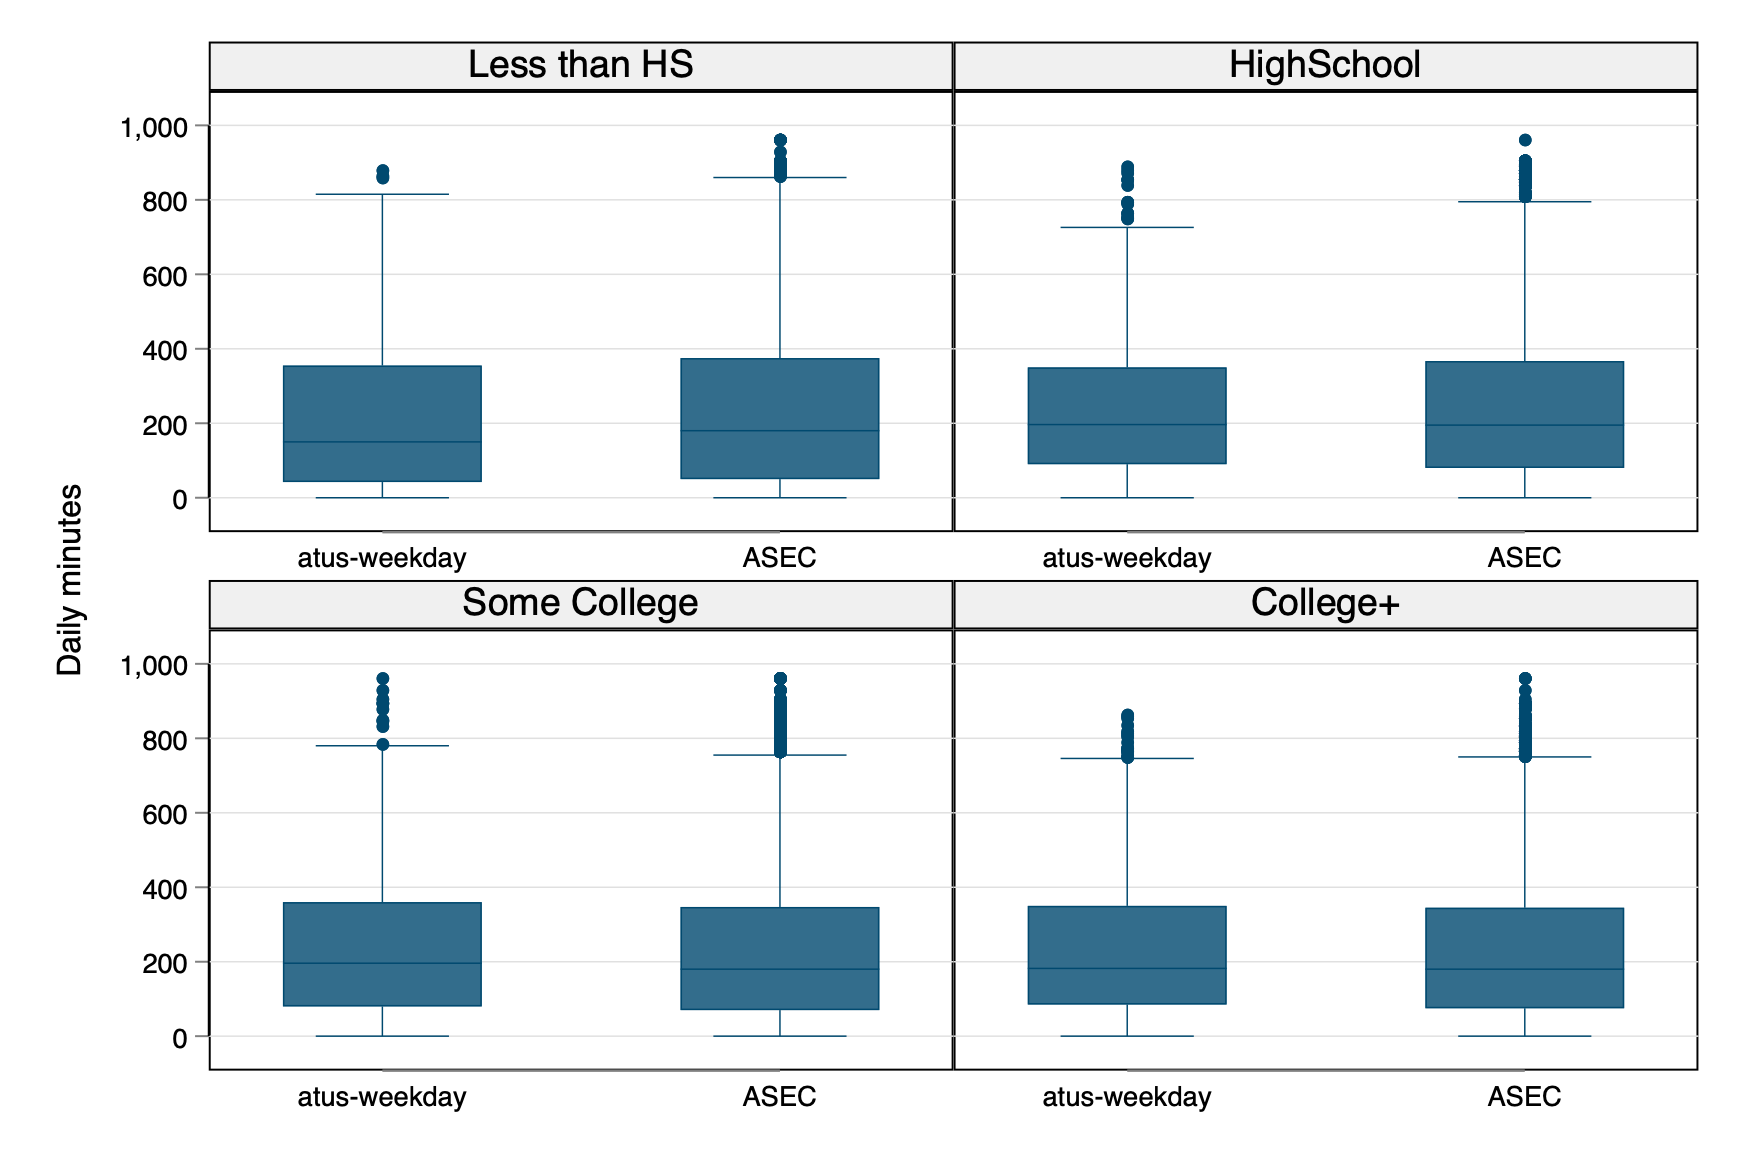 Less than HS
HighSchool
1,000
800
600
400
200
0
atus-weekday
ASEC
atus-weekday
ASEC
Daily minutes
Some College
College+
1,000
800
600
400
200
0
atus-weekday
ASEC
atus-weekday
ASEC